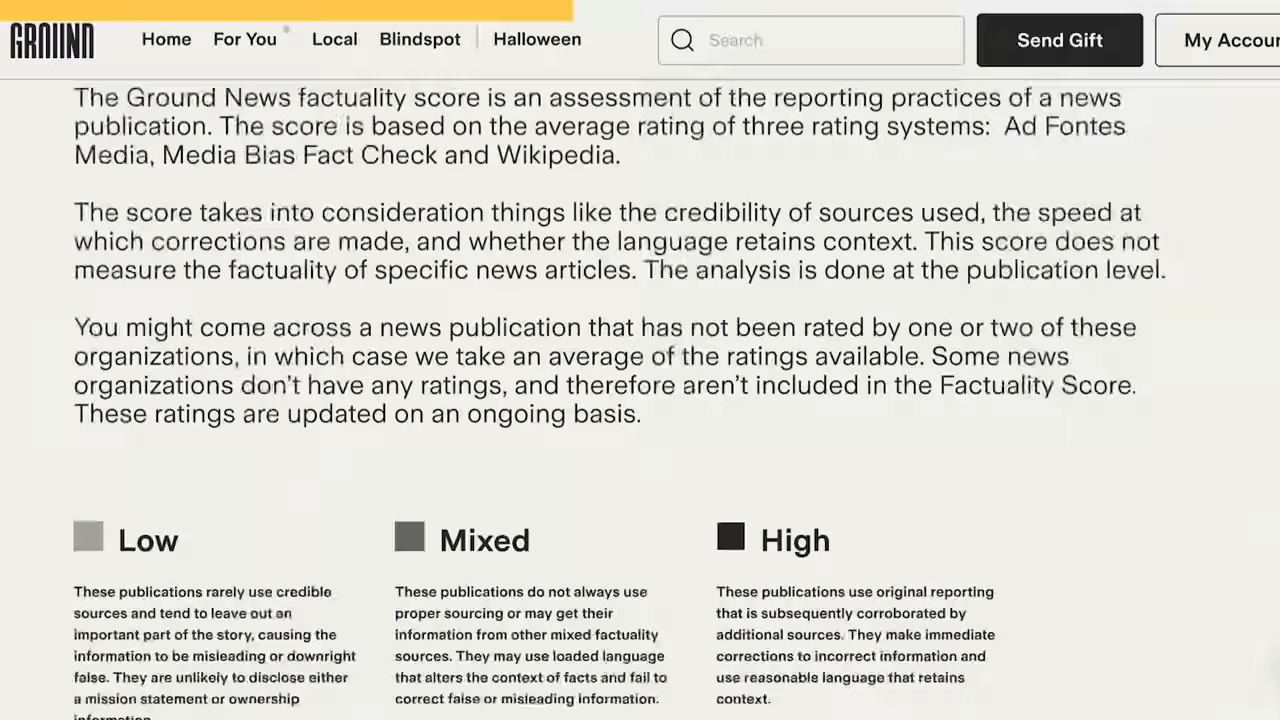 GROUND
Home For You Local Blindspot Halloween
Search
Send Gift
My Accour
The Ground News factuality score is an assessment of the reporting practices of a news
publication. The score is based on the average rating of three rating systems: Ad Fontes
Media, Media Bias Fact Check and Wikipedia.
The score takes into consideration things like the credibility of sources used, the speed at
which corrections are made, and whether the language retains context. This score does not
measure the factuality of specific news articles. The analysis is done at the publication level.
You might come across a news publication that has not been rated by one or two of these
organizations, in which case we take an average of the ratings available. Some news
organizations don't have any ratings, and therefore aren't included in the Factuality Score.
These ratings are updated on an ongoing basis.
Low
These publications rarely use credible
sources and tend to leave out an
important part of the story, causing the
information to be misleading or downright
false. They are unlikely to disclose either
a mission statement or ownership
information.
Mixed
These publications do not always use
proper sourcing or may get their
information from other mixed factuality
sources. They may use loaded language
that alters the context of facts and fail to
correct false or misleading information.
High
These publications use original reporting
that is subsequently corroborated by
additional sources. They make immediate
corrections to incorrect information and
use reasonable language that retains
context.